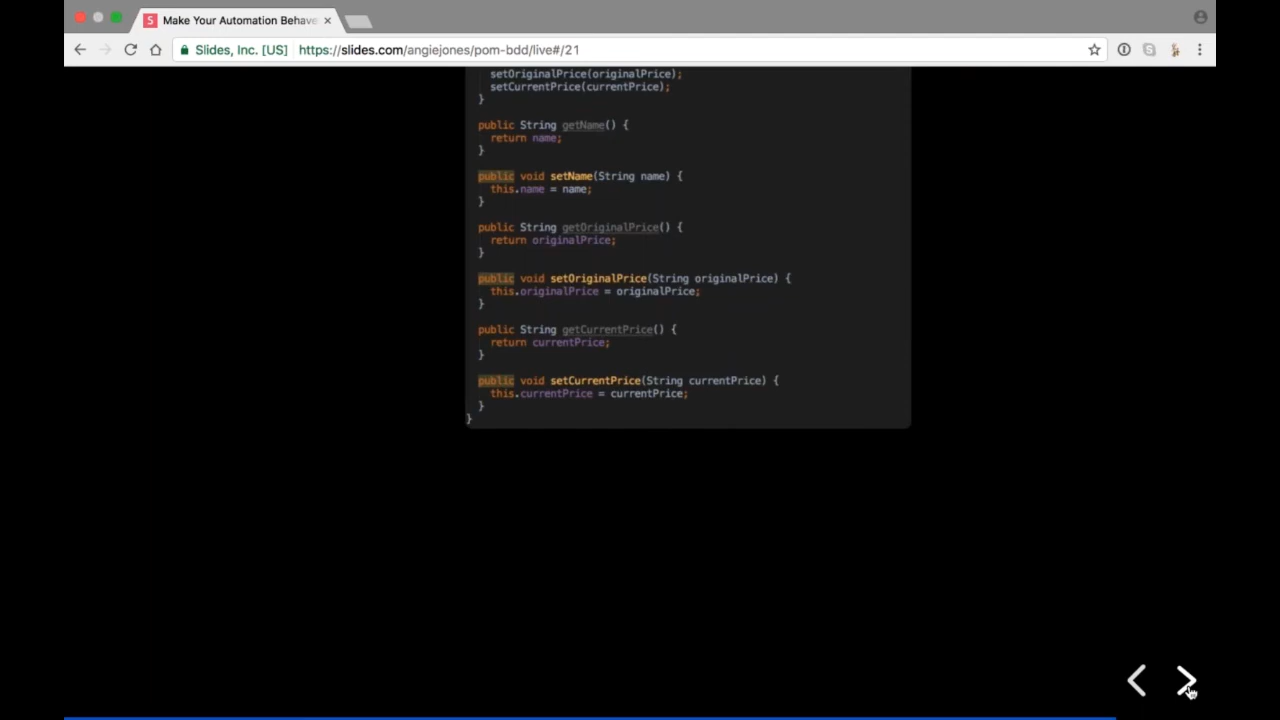 S Make Your Automation Behave ×
Slides, Inc. [US] https://slides.com/angiejones/pom-bdd/live#/21
setOriginalPrice(originalPrice);
setCurrentPrice(currentPrice);
}
public String getName() {
return name;
}
public void setName(String name) {
this.name = name;
}
public String getOriginalPrice() {
return originalPrice;
}
public void setOriginalPrice(String originalPrice) {
this.originalPrice = originalPrice;
}
public String getCurrentPrice() {
return currentPrice;
}
public void setCurrentPrice(String currentPrice) {
this.currentPrice = currentPrice;
}
}